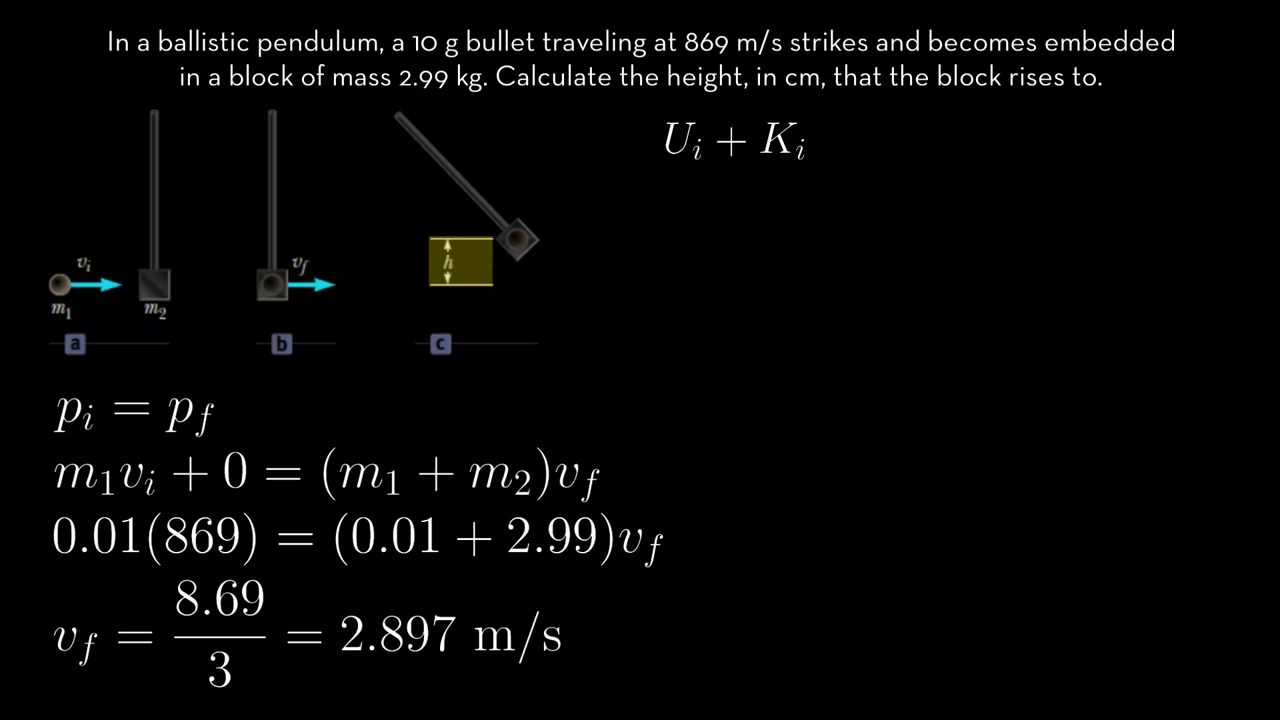 In a ballistic pendulum, a 10 g bullet traveling at 869 m/s strikes and becomes embedded
in a block of mass 2.99 kg. Calculate the height, in cm, that the block rises to.
U_i + K_i
v_i
v_f
h
m_1
m_2
a
b
c
p_i = p_f
m_1v_i + 0 = (m_1 + m_2)v_f
0.01(869) = (0.01 + 2.99)v_f
v_f = \frac{8.69}{3} = 2.897 m/s